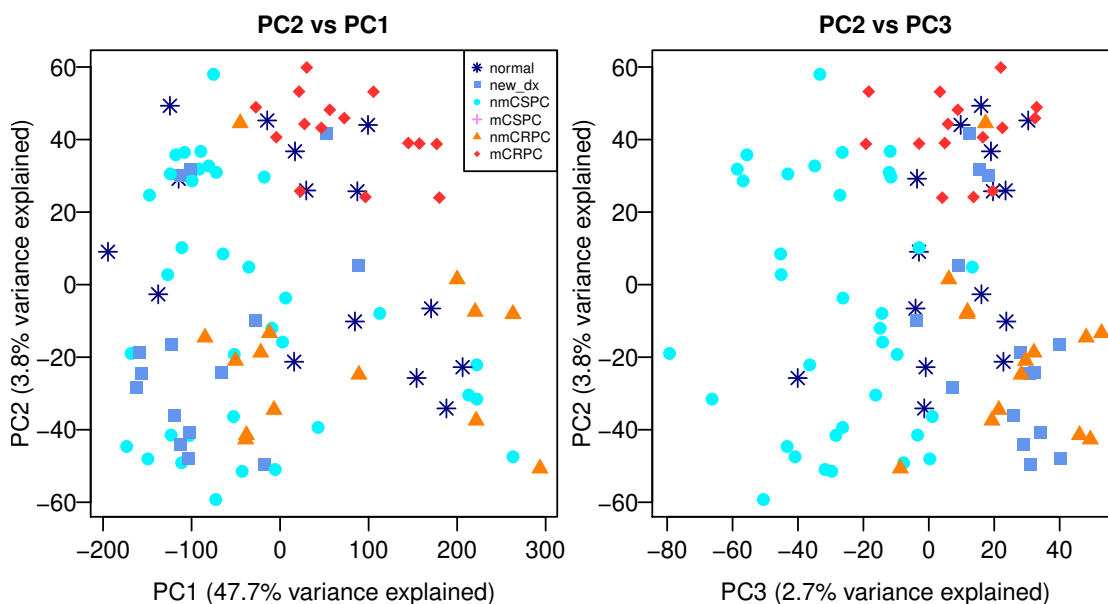 PC2 vs PC1
PC2 (3.8% variance explained)
60
40
20
0
−20
−40
−60
normal
new_dx
nmCSPC
mCSPC
nmCRPC
mCRPC
−200 −100 0 100 200 300
PC1 (47.7% variance explained)
PC2 vs PC3
PC2 (3.8% variance explained)
60
40
20
0
−20
−40
−60
−80 −60 −40 −20 0 20 40
PC3 (2.7% variance explained)